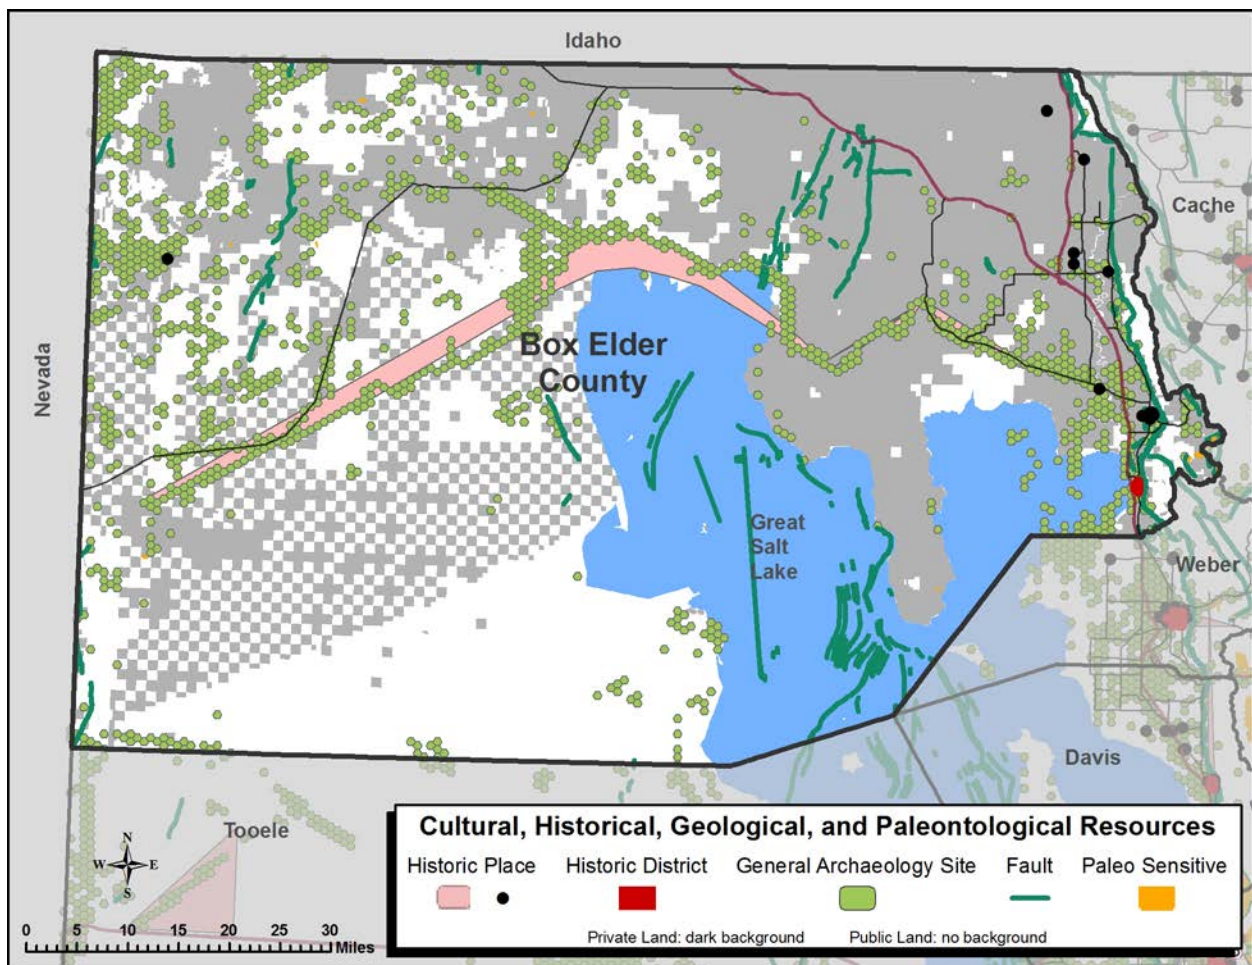 Idaho
Cache
Nevada
Box Elder
County
Great
Salt
Lake
Weber
Davis
Tooele
N
W E
S
0 5 10 15 20 25 30
Miles
Cultural, Historical, Geological, and Paleontological Resources
Historic Place Historic District General Archaeology Site Fault Paleo Sensitive
Private Land: dark background Public Land: no background